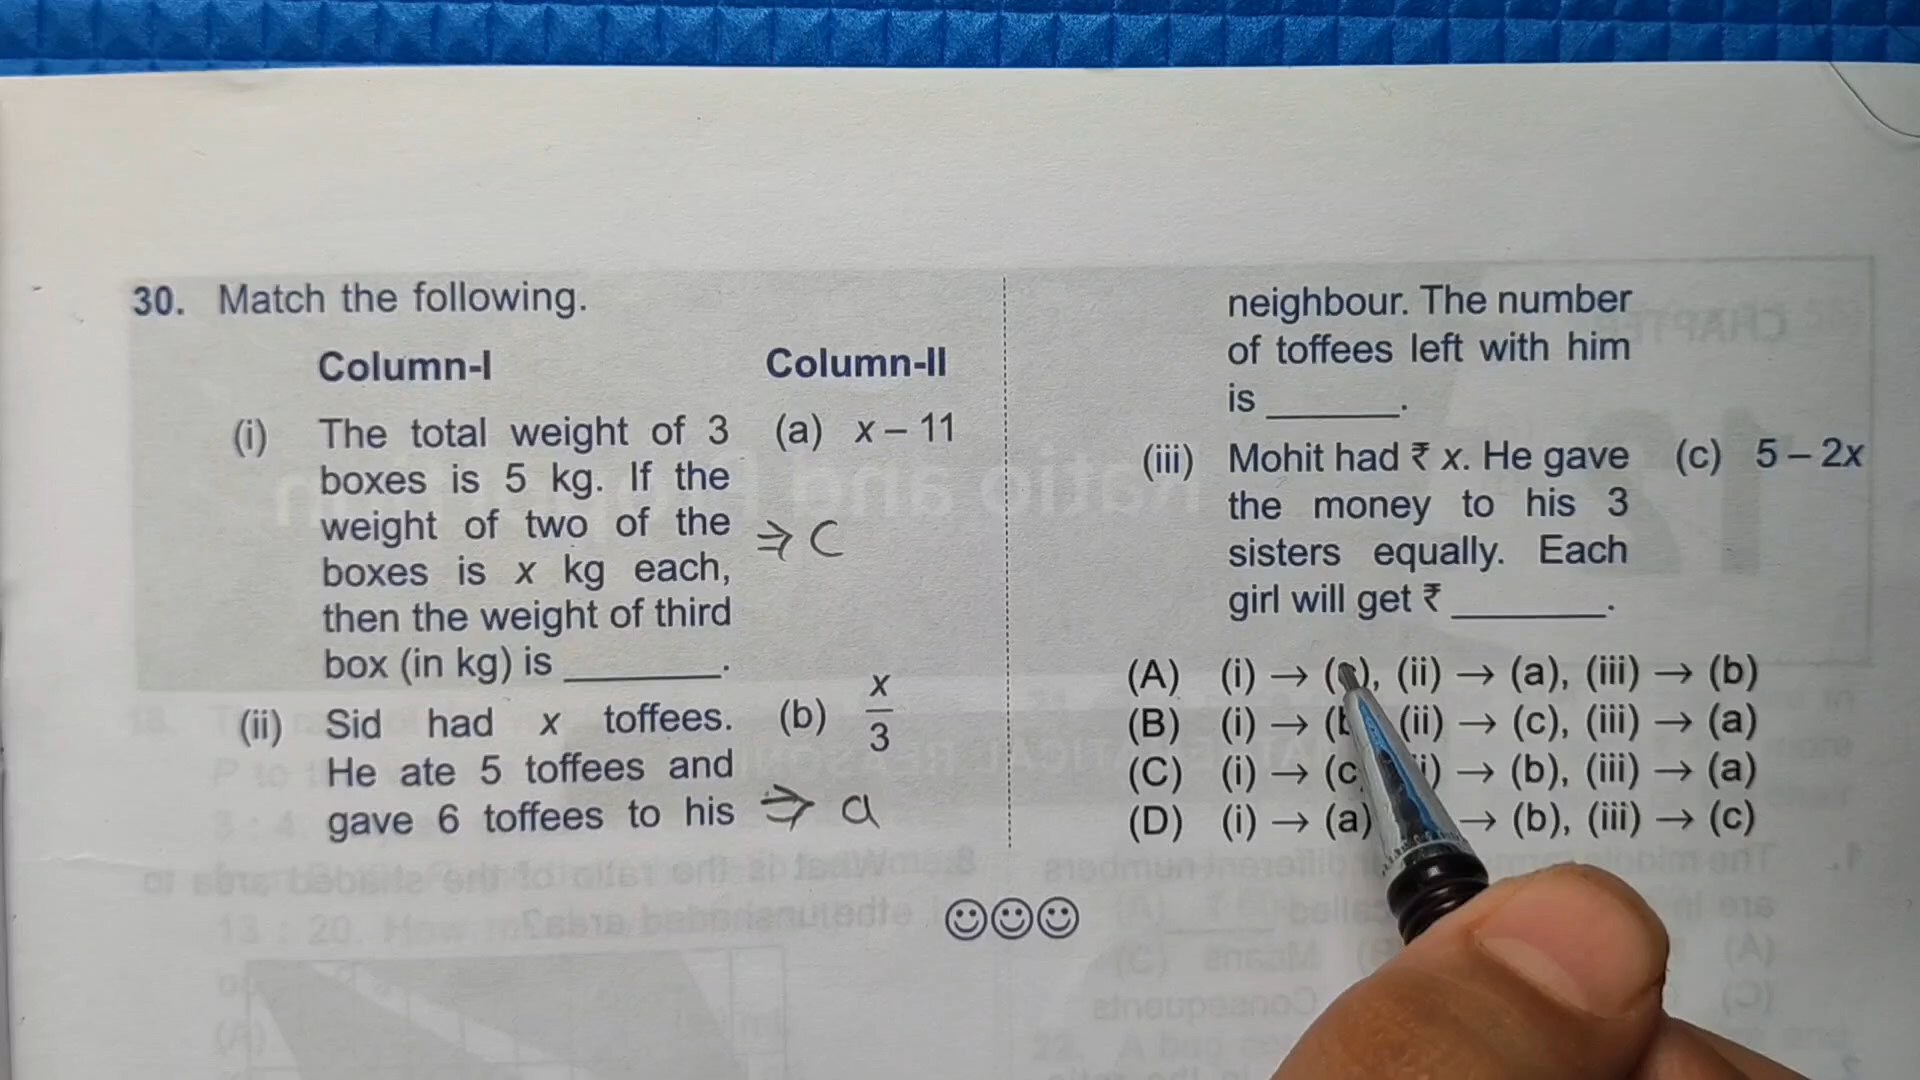 30. Match the following.
Column-I Column-II
(i) The total weight of 3 (a) x – 11
boxes is 5 kg. If the
weight of two of the ⇒ C
boxes is x kg each,
then the weight of third
box (in kg) is ________.
(ii) Sid had x toffees. (b) x/3
He ate 5 toffees and
gave 6 toffees to his ⇒ a
neighbour. The number
of toffees left with him
is ______.
(iii) Mohit had ₹ x. He gave (c) 5 – 2x
the money to his 3
sisters equally. Each
girl will get ₹ ________.
(A) (i) → , (ii) → (a), (iii) → (b)
(B) (i) → (ii) → (c), (iii) → (a)
(C) (i) → (c → (b), (iii) → (a)
(D) (i) → (a) → (b), (iii) → (c)